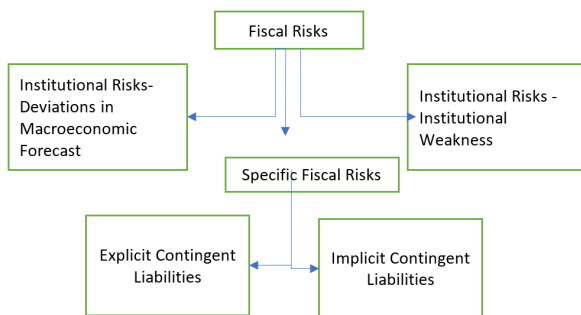 Fiscal Risks
Institutional Risks-
Deviations in
Macroeconomic
Forecast
Institutional Risks -
Institutional
Weakness
Specific Fiscal Risks
Explicit Contingent
Liabilities
Implicit Contingent
Liabilities